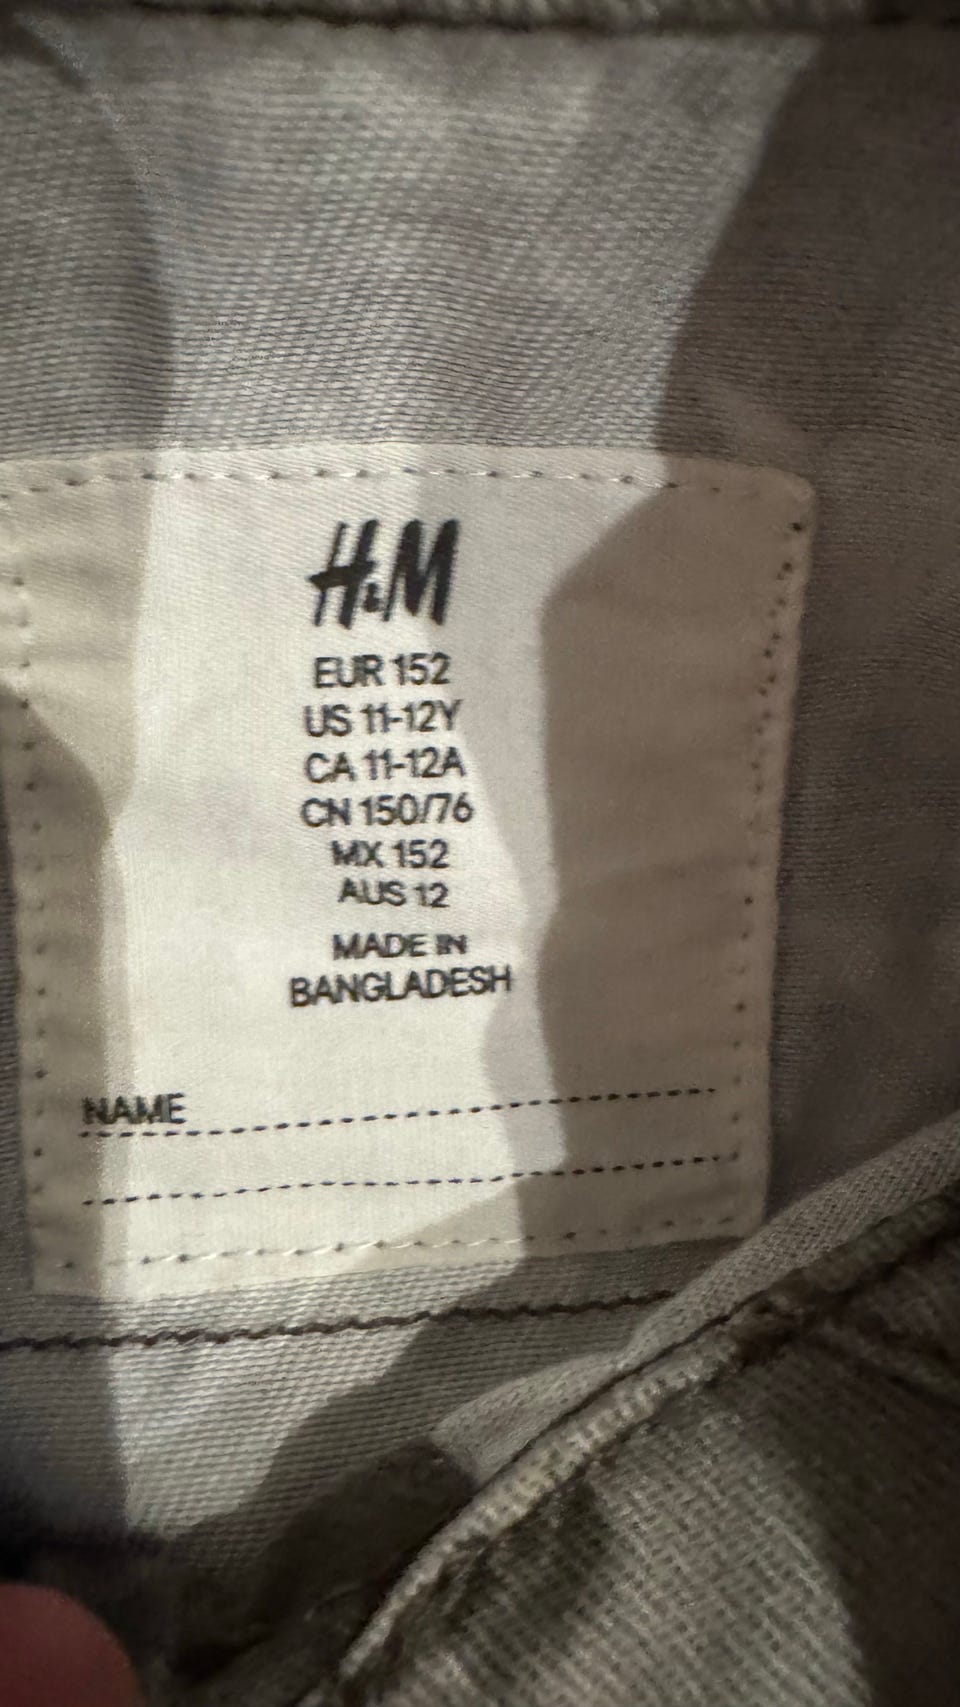 H&M
EUR 152
US 11-12Y
CA 11-12A
CN 150/76
MX 152
AUS 12
MADE IN
BANGLADESH
NAME